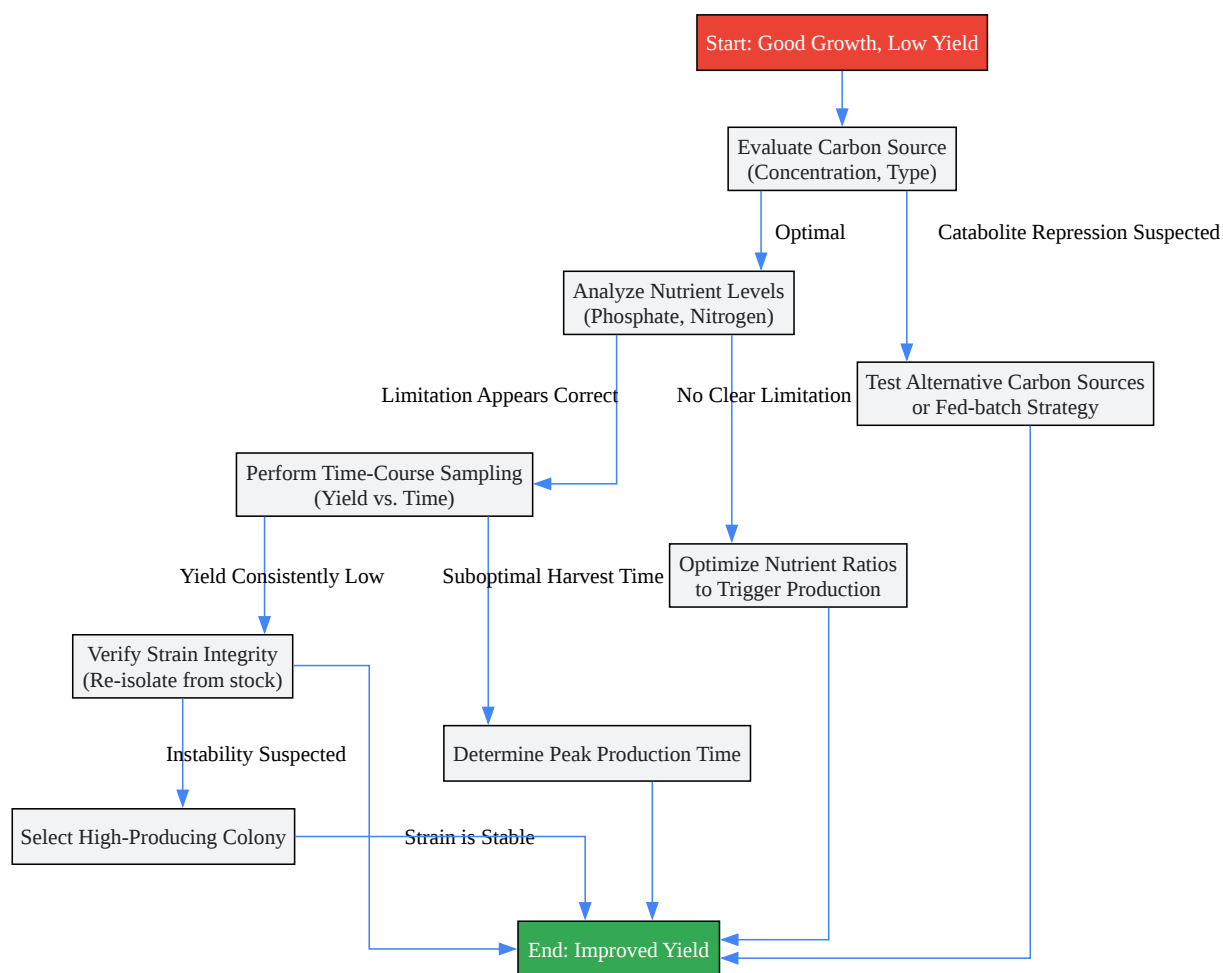 Start: Good Growth, Low Yield
Evaluate Carbon Source
(Concentration, Type)
Optimal
Catabolite Repression Suspected
Analyze Nutrient Levels
(Phosphate, Nitrogen)
Test Alternative Carbon Sources
or Fed-batch Strategy
Limitation Appears Correct
No Clear Limitation
Perform Time-Course Sampling
(Yield vs. Time)
Optimize Nutrient Ratios
to Trigger Production
Yield Consistently Low
Suboptimal Harvest Time
Verify Strain Integrity
(Re-isolate from stock)
Determine Peak Production Time
Instability Suspected
Select High-Producing Colony
Strain is Stable
End: Improved Yield